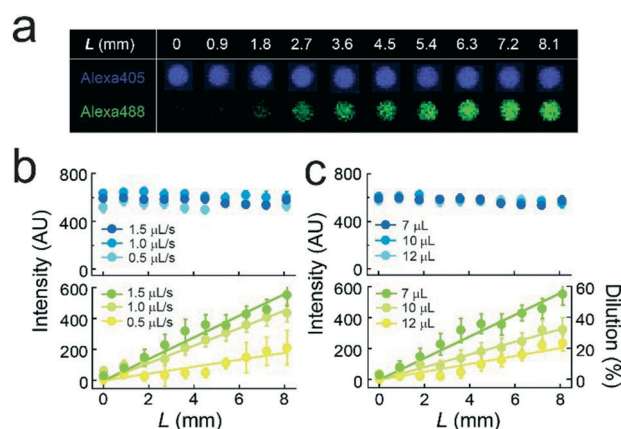 a
L (mm) 0 0.9 1.8 2.7 3.6 4.5 5.4 6.3 7.2 8.1
Alexa405
Alexa488
b
Intensity (AU)
800
400
0
1.5 μL/s
1.0 μL/s
0.5 μL/s
600
400
200
0
1.5 μL/s
1.0 μL/s
0.5 μL/s
0 2 4 6 8
L (mm)
c
Intensity (AU)
800
400
0
7 μL
10 μL
12 μL
600
400
200
0
7 μL
10 μL
12 μL
60
40
20
0
Dilution (%)
0 2 4 6 8
L (mm)